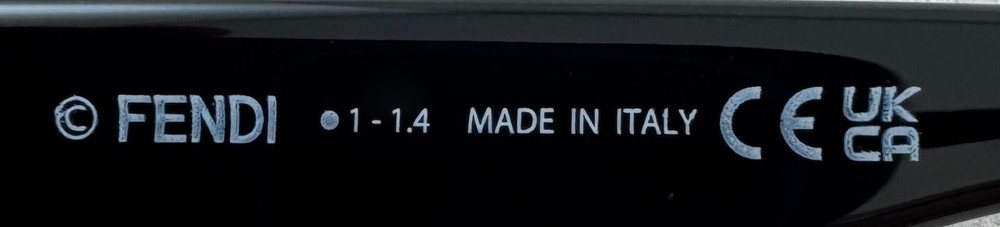 © FENDI ●1-1.4 MADE IN ITALY CE UK
CA